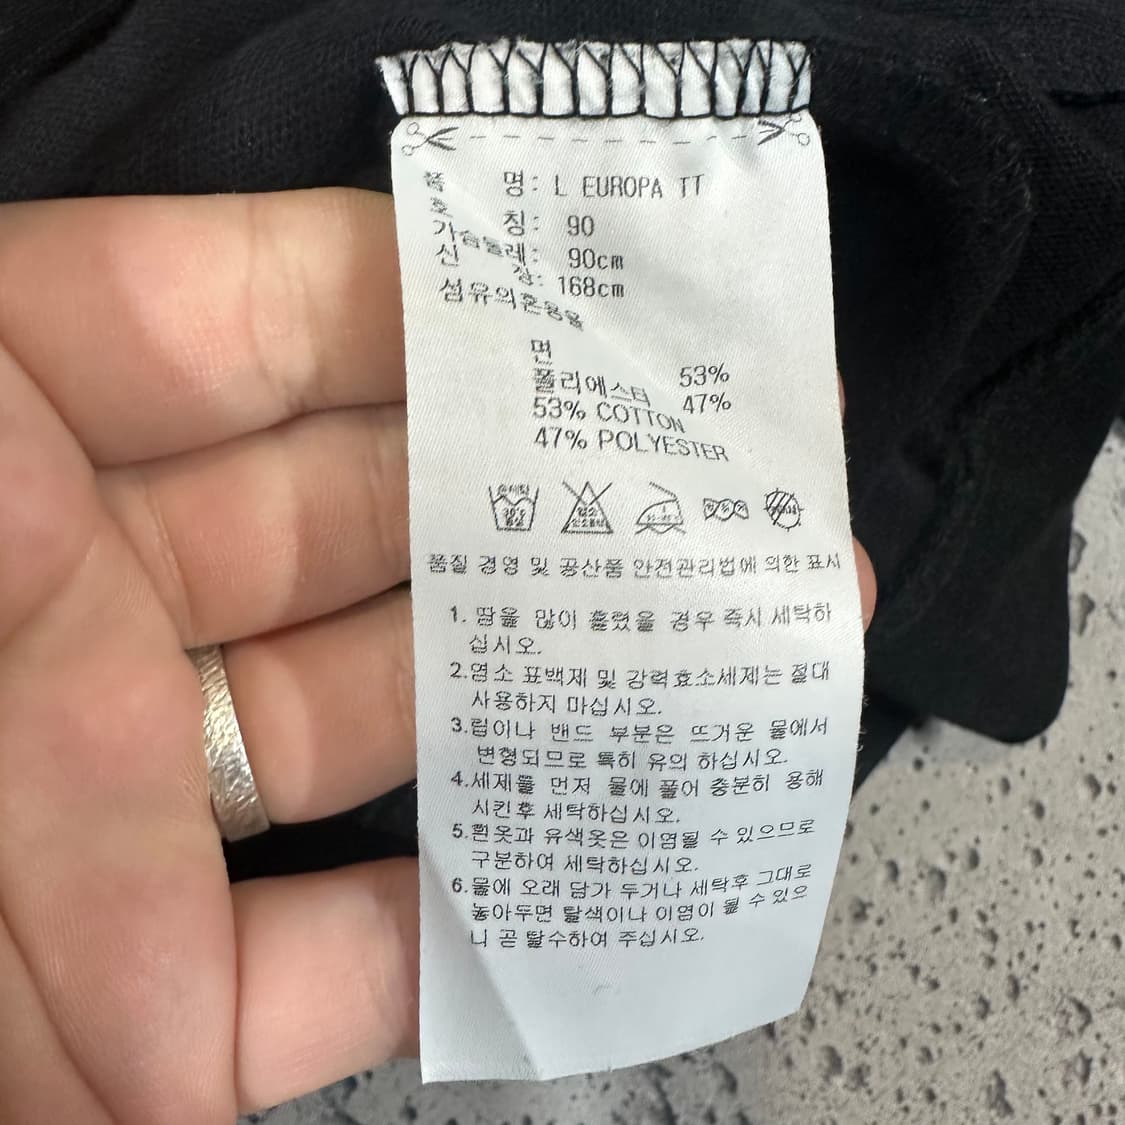 품 명: L EUROPA TT
호 칭: 90
가슴둘레: 90cm
신 장: 168cm
섬유의혼용율
면 53%
폴리에스터 47%
53% COTTON
47% POLYESTER
품질 경영 및 공산품 안전관리법에 의한 표시
1. 땀을 많이 흘렸을 경우 즉시 세탁하
십시오.
2.염소 표백제 및 강력효소세제는 절대
사용하지 마십시오.
3.립이나 밴드 부분은 뜨거운 물에서
변형되므로 특히 유의 하십시오.
4.세제를 먼저 물에 풀어 충분히 용해
시킨후 세탁하십시오.
5.흰옷과 유색옷은 이염될 수 있으므로
구분하여 세탁하십시오.
6.물에 오래 담가 두거나 세탁후 그대로
놓아두면 탈색이나 이염이 될 수 있으
니 곧 탈수하여 주십시오.